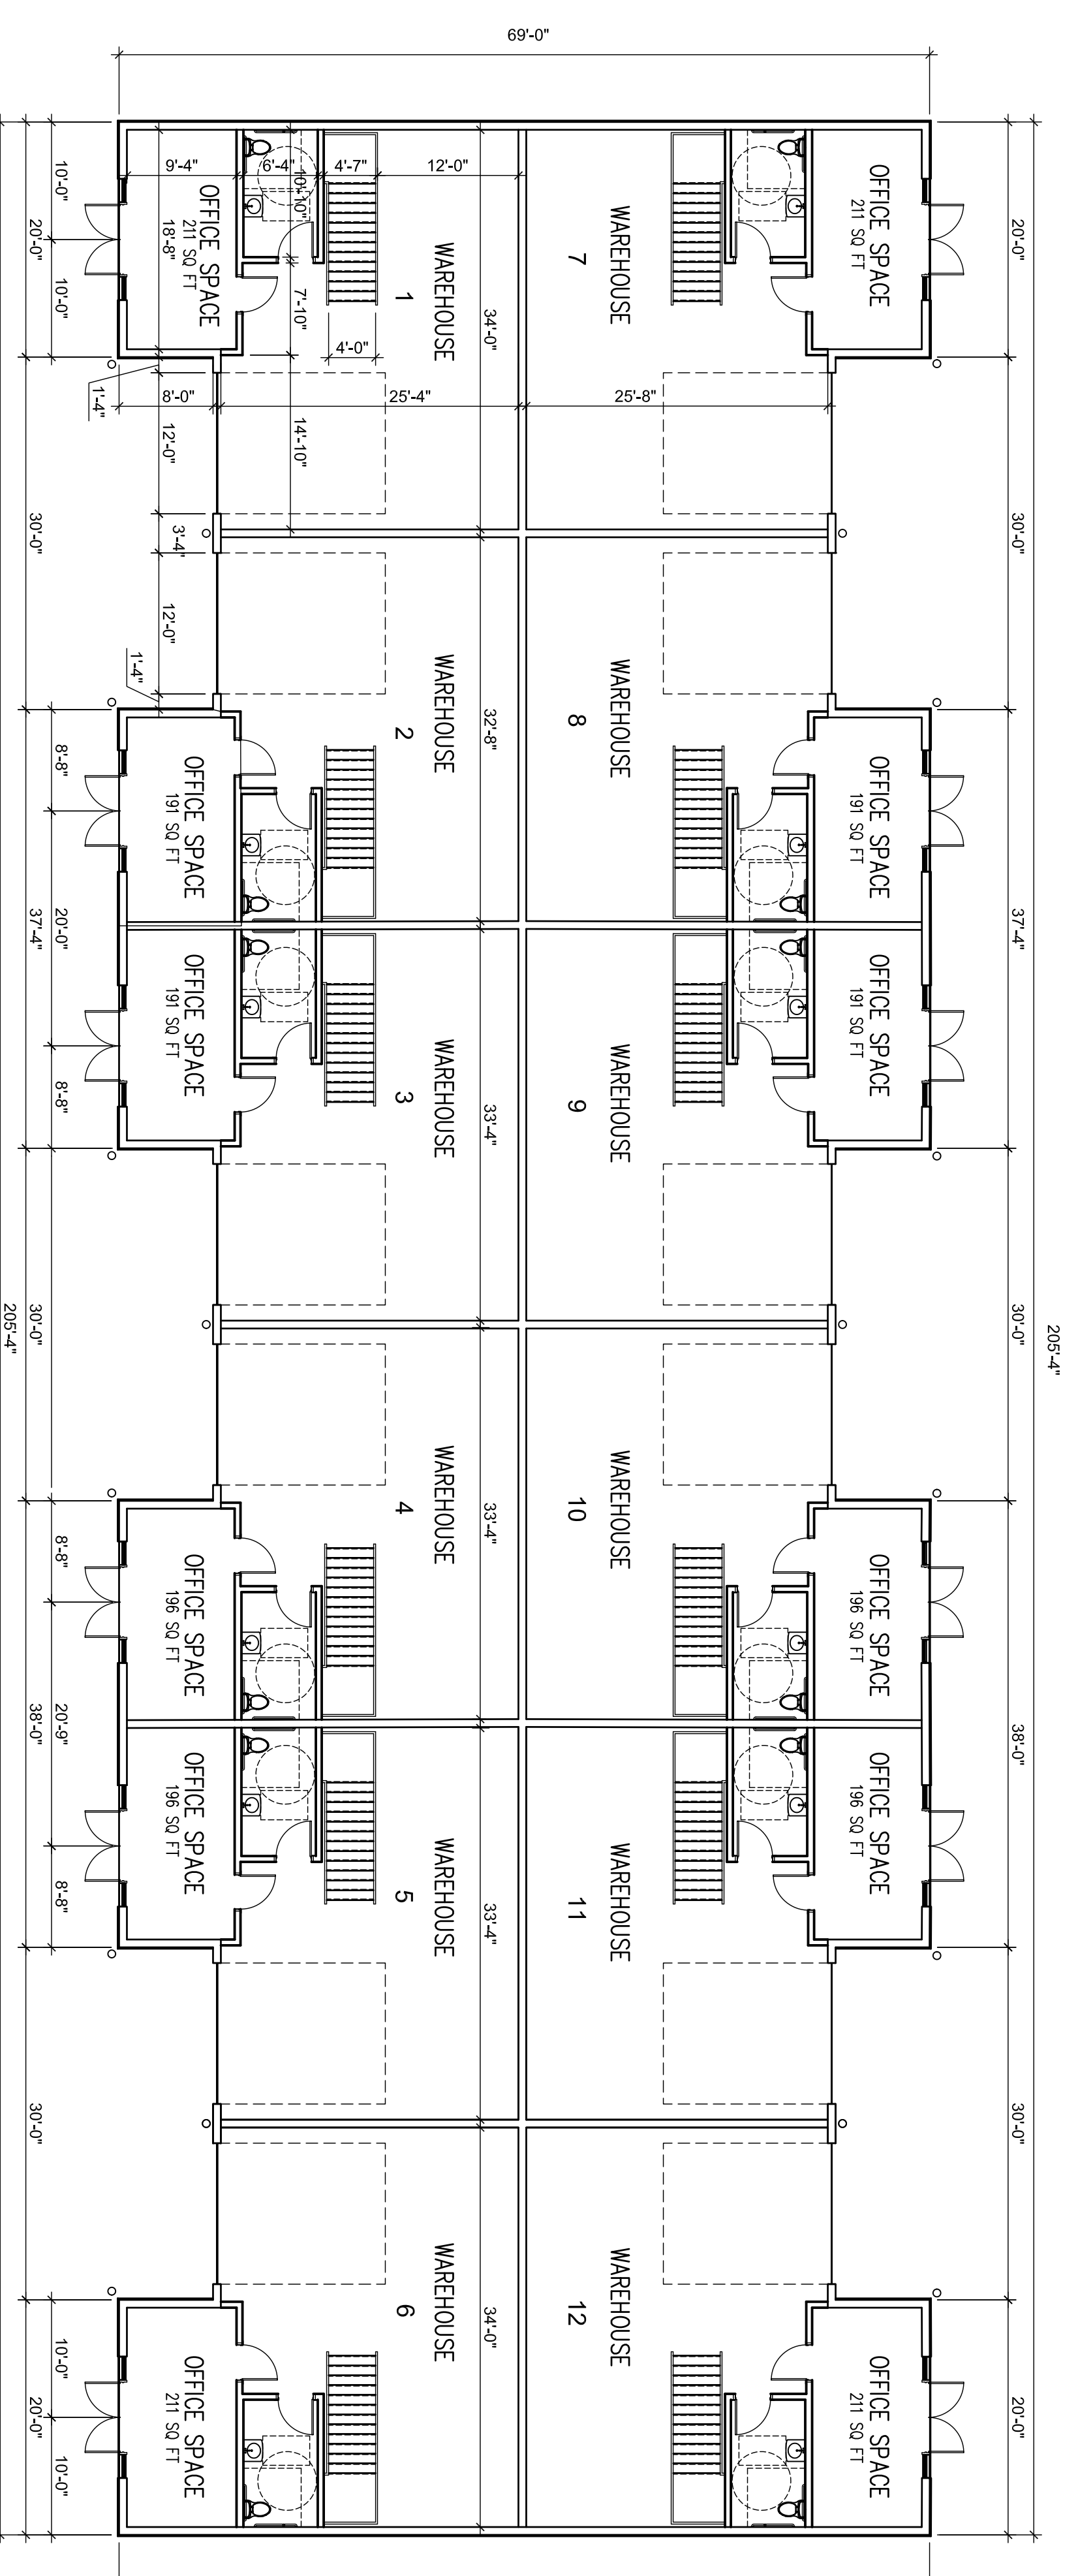 69'-0"
205'-4"
20'-0"
30'-0"
37'-4"
30'-0"
38'-0"
30'-0"
20'-0"
OFFICE SPACE
211 SQ FT
OFFICE SPACE
191 SQ FT
OFFICE SPACE
191 SQ FT
OFFICE SPACE
196 SQ FT
OFFICE SPACE
196 SQ FT
OFFICE SPACE
211 SQ FT
WAREHOUSE
7
WAREHOUSE
8
WAREHOUSE
9
WAREHOUSE
10
WAREHOUSE
11
WAREHOUSE
12
25'-8"
34'-0"
32'-8"
33'-4"
33'-4"
33'-4"
34'-0"
WAREHOUSE
1
WAREHOUSE
2
WAREHOUSE
3
WAREHOUSE
4
WAREHOUSE
5
WAREHOUSE
6
9'-4"
6'-4"
4'-7"
12'-0"
10'-10"
7'-10"
14'-10"
4'-0"
8'-0"
25'-4"
OFFICE SPACE
211 SQ FT
18'-8"
OFFICE SPACE
191 SQ FT
OFFICE SPACE
191 SQ FT
OFFICE SPACE
196 SQ FT
OFFICE SPACE
196 SQ FT
OFFICE SPACE
211 SQ FT
1'-4"
12'-0"
3'-4"
12'-0"
1'-4"
10'-0"
10'-0"
8'-8"
20'-0"
8'-8"
8'-8"
20'-9"
8'-8"
10'-0"
10'-0"
20'-0"
30'-0"
37'-4"
30'-0"
38'-0"
30'-0"
20'-0"
205'-4"